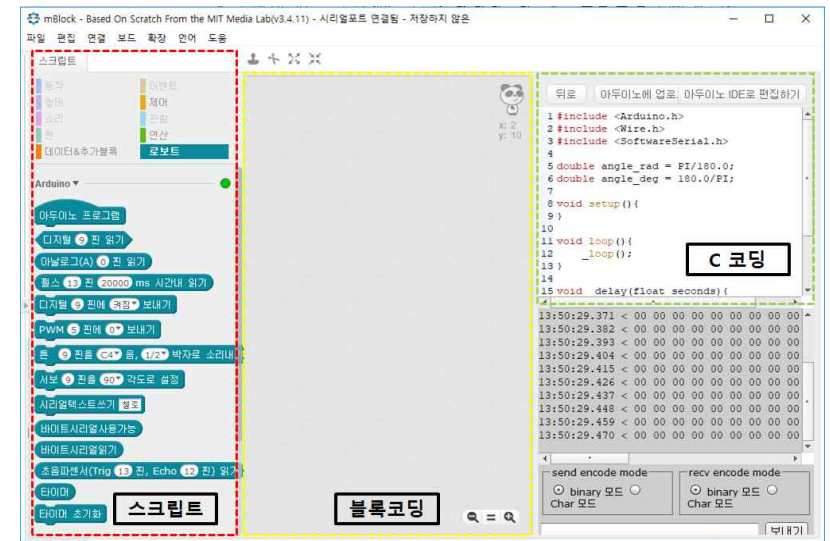 mBlock - Based On Scratch From the MIT Media Lab(v3.4.11) - 시리얼포트 연결됨 - 저장하지 않은
파일 편집 연결 보드 확장 언어 도움
스크립트
동작 이벤트
형태 제어
소리 관찰
펜 연산
데이터&추가블록 로보트
Arduino
아두이노 프로그램
디지털 9 핀 읽기
아날로그(A) 0 핀 읽기
펄스 13 핀 20000 ms 시간내 읽기
디지털 9 핀에 켜짐 보내기
PWM 5 핀에 0 보내기
톤 9 핀을 C4 음, 1/2 박자로 소리내
서보 9 핀을 90 각도로 설정
시리얼텍스트쓰기 헬로
바이트시리얼사용가능
바이트시리얼읽기
초음파센서(Trig 13 핀, Echo 12 핀) 읽기
타이머
타이머 초기화
스크립트
x: 2
y: 10
블록코딩
뒤로 아두이노에 업로 아두이노 IDE로 편집하기
1 #include <Arduino.h>
2 #include <Wire.h>
3 #include <SoftwareSerial.h>
4
5 double angle_rad = PI/180.0;
6 double angle_deg = 180.0/PI;
7
8 void setup(){
9 }
10
11 void loop(){
12 _loop();
13 }
14
15 void _delay(float seconds){
C 코딩
13:50:29.371 < 00 00 00 00 00 00 00 00
13:50:29.382 < 00 00 00 00 00 00 00 00
13:50:29.393 < 00 00 00 00 00 00 00 00
13:50:29.404 < 00 00 00 00 00 00 00 00
13:50:29.415 < 00 00 00 00 00 00 00 00
13:50:29.426 < 00 00 00 00 00 00 00 00
13:50:29.437 < 00 00 00 00 00 00 00 00
13:50:29.448 < 00 00 00 00 00 00 00 00
13:50:29.459 < 00 00 00 00 00 00 00 00
13:50:29.470 < 00 00 00 00 00 00 00 00
send encode mode
binary 모드
Char 모드
recv encode mode
binary 모드
Char 모드
보내기